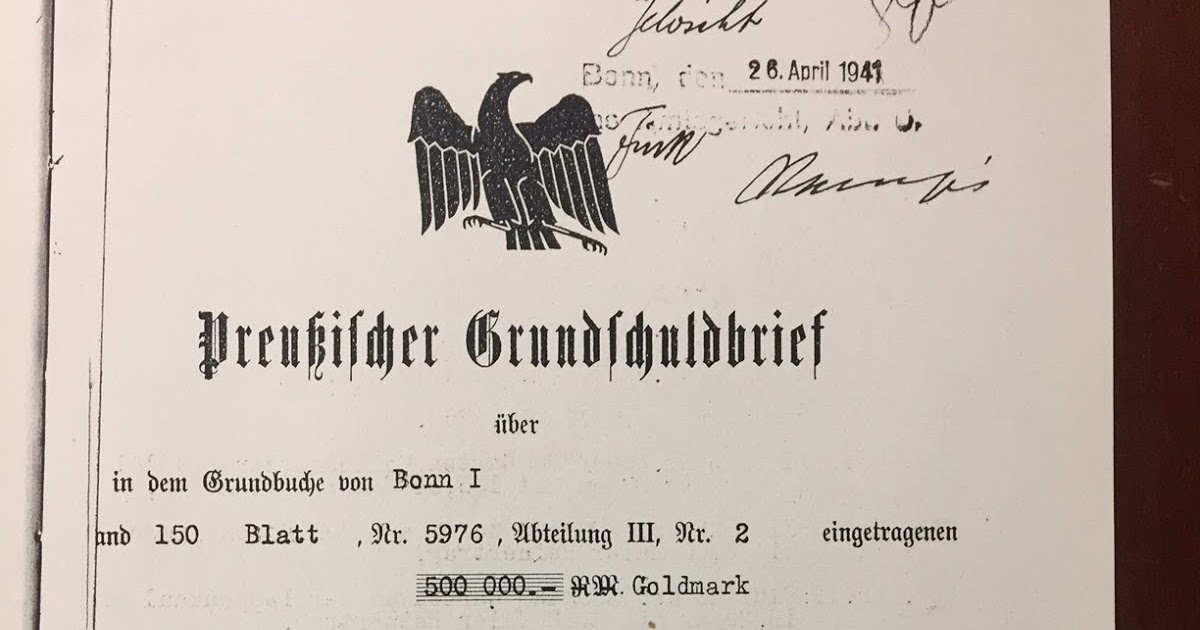 Gelöscht
Bonn, den 26. April 1941
Amtsgericht, Abt. 6.
Preußischer Grundschuldbrief
über
in dem Grundbuche von Bonn I
and 150 Blatt , Nr. 5976 , Abteilung III, Nr. 2 eingetragenen
500 000.— RM. Goldmark